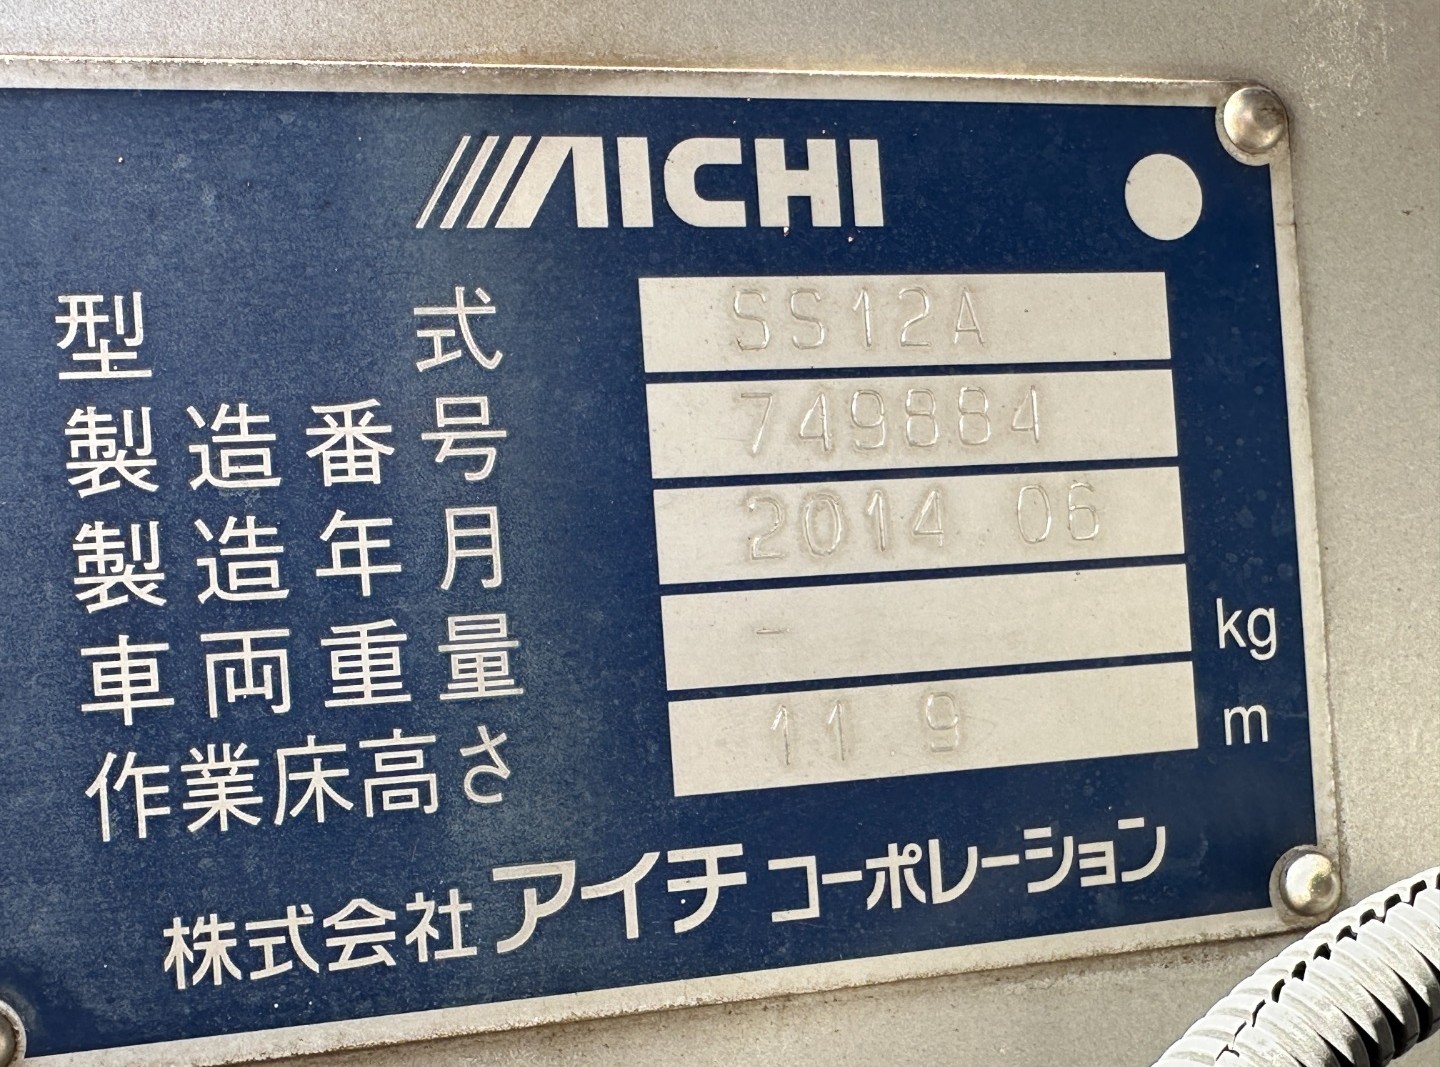 AICHI
型式 SS12A
製造番号 749884
製造年月 2014.06
車両重量 - kg
作業床高さ 11 9 m
株式会社アイチコーポレーション